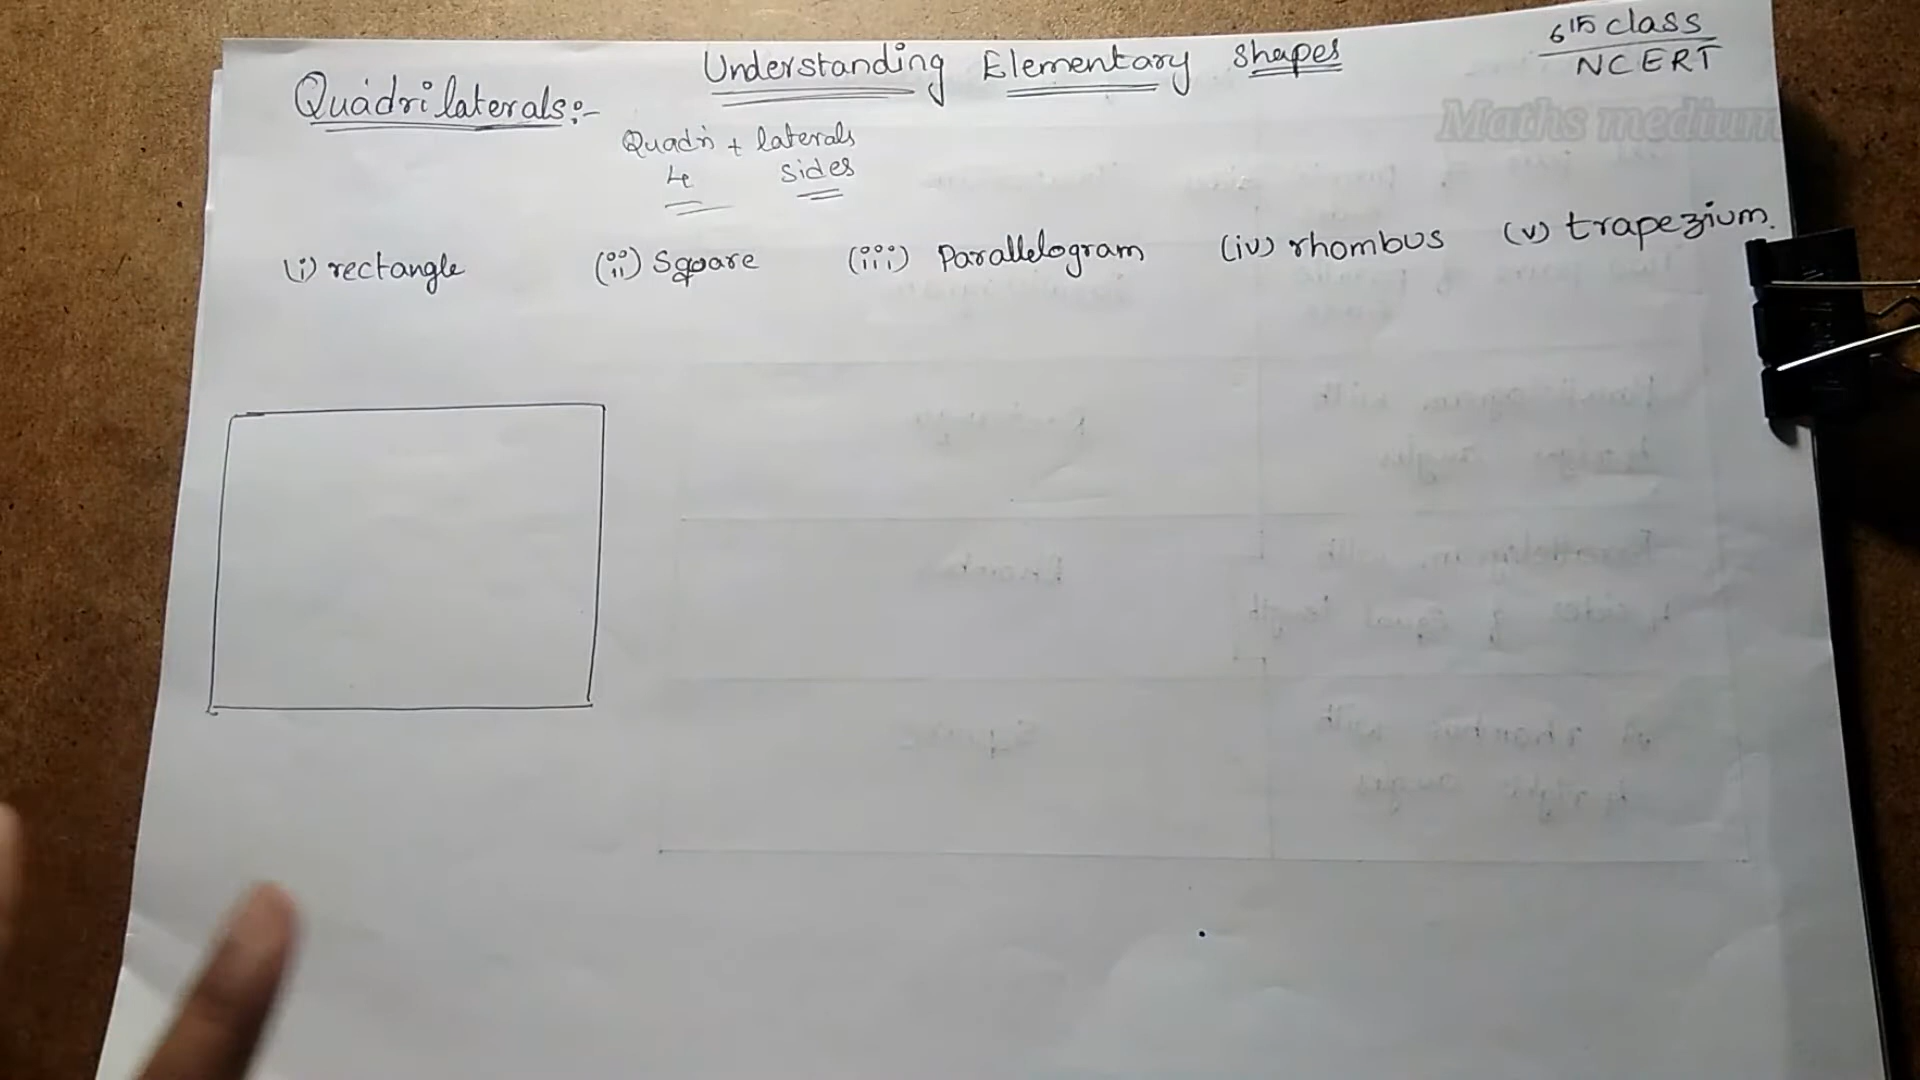 6th class
NCERT
Understanding Elementary Shapes
Quadrilaterals:-
Maths medium
Quadri + laterals
4 sides
(i) rectangle (ii) Square (iii) Parallelogram (iv) rhombus (v) trapezium.